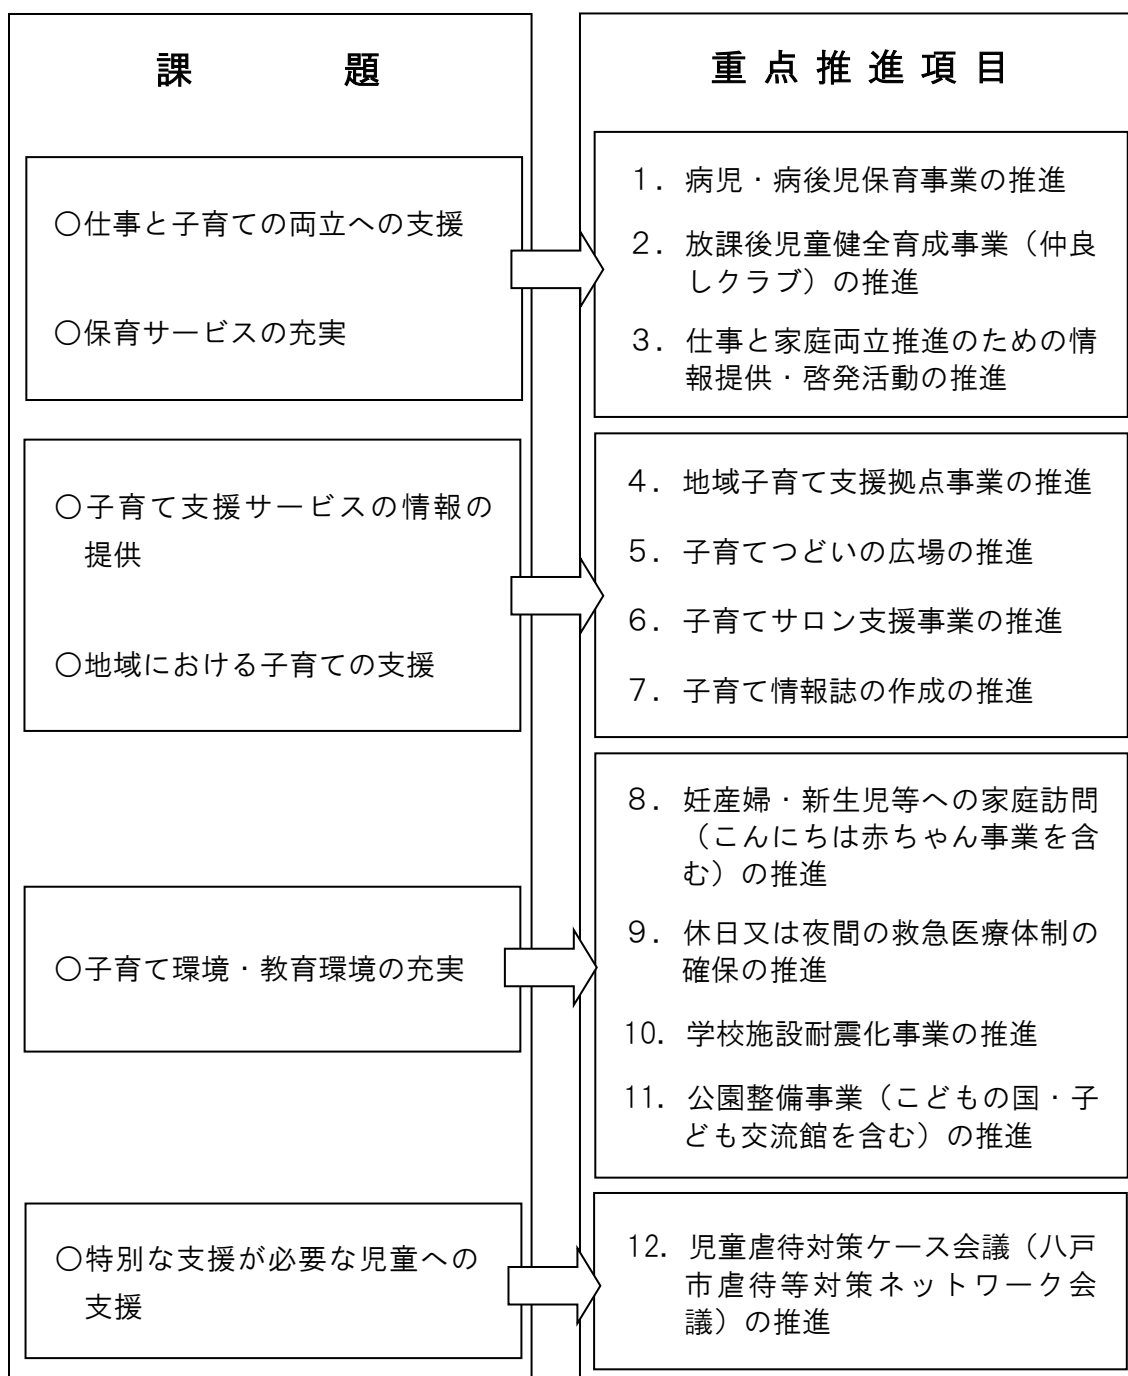 課題
重点推進項目
○仕事と子育ての両立への支援
○保育サービスの充実
1．病児・病後児保育事業の推進
2．放課後児童健全育成事業（仲良
しクラブ）の推進
3．仕事と家庭両立推進のための情
報提供・啓発活動の推進
○子育て支援サービスの情報の
提供
○地域における子育ての支援
4．地域子育て支援拠点事業の推進
5．子育てつどいの広場の推進
6．子育てサロン支援事業の推進
7．子育て情報誌の作成の推進
○子育て環境・教育環境の充実
8．妊産婦・新生児等への家庭訪問
（こんにちは赤ちゃん事業を含
む）の推進
9．休日又は夜間の救急医療体制の
確保の推進
10．学校施設耐震化事業の推進
11．公園整備事業（こどもの国・子
ども交流館を含む）の推進
○特別な支援が必要な児童への
支援
12．児童虐待対策ケース会議（八戸
市虐待等対策ネットワーク会
議）の推進